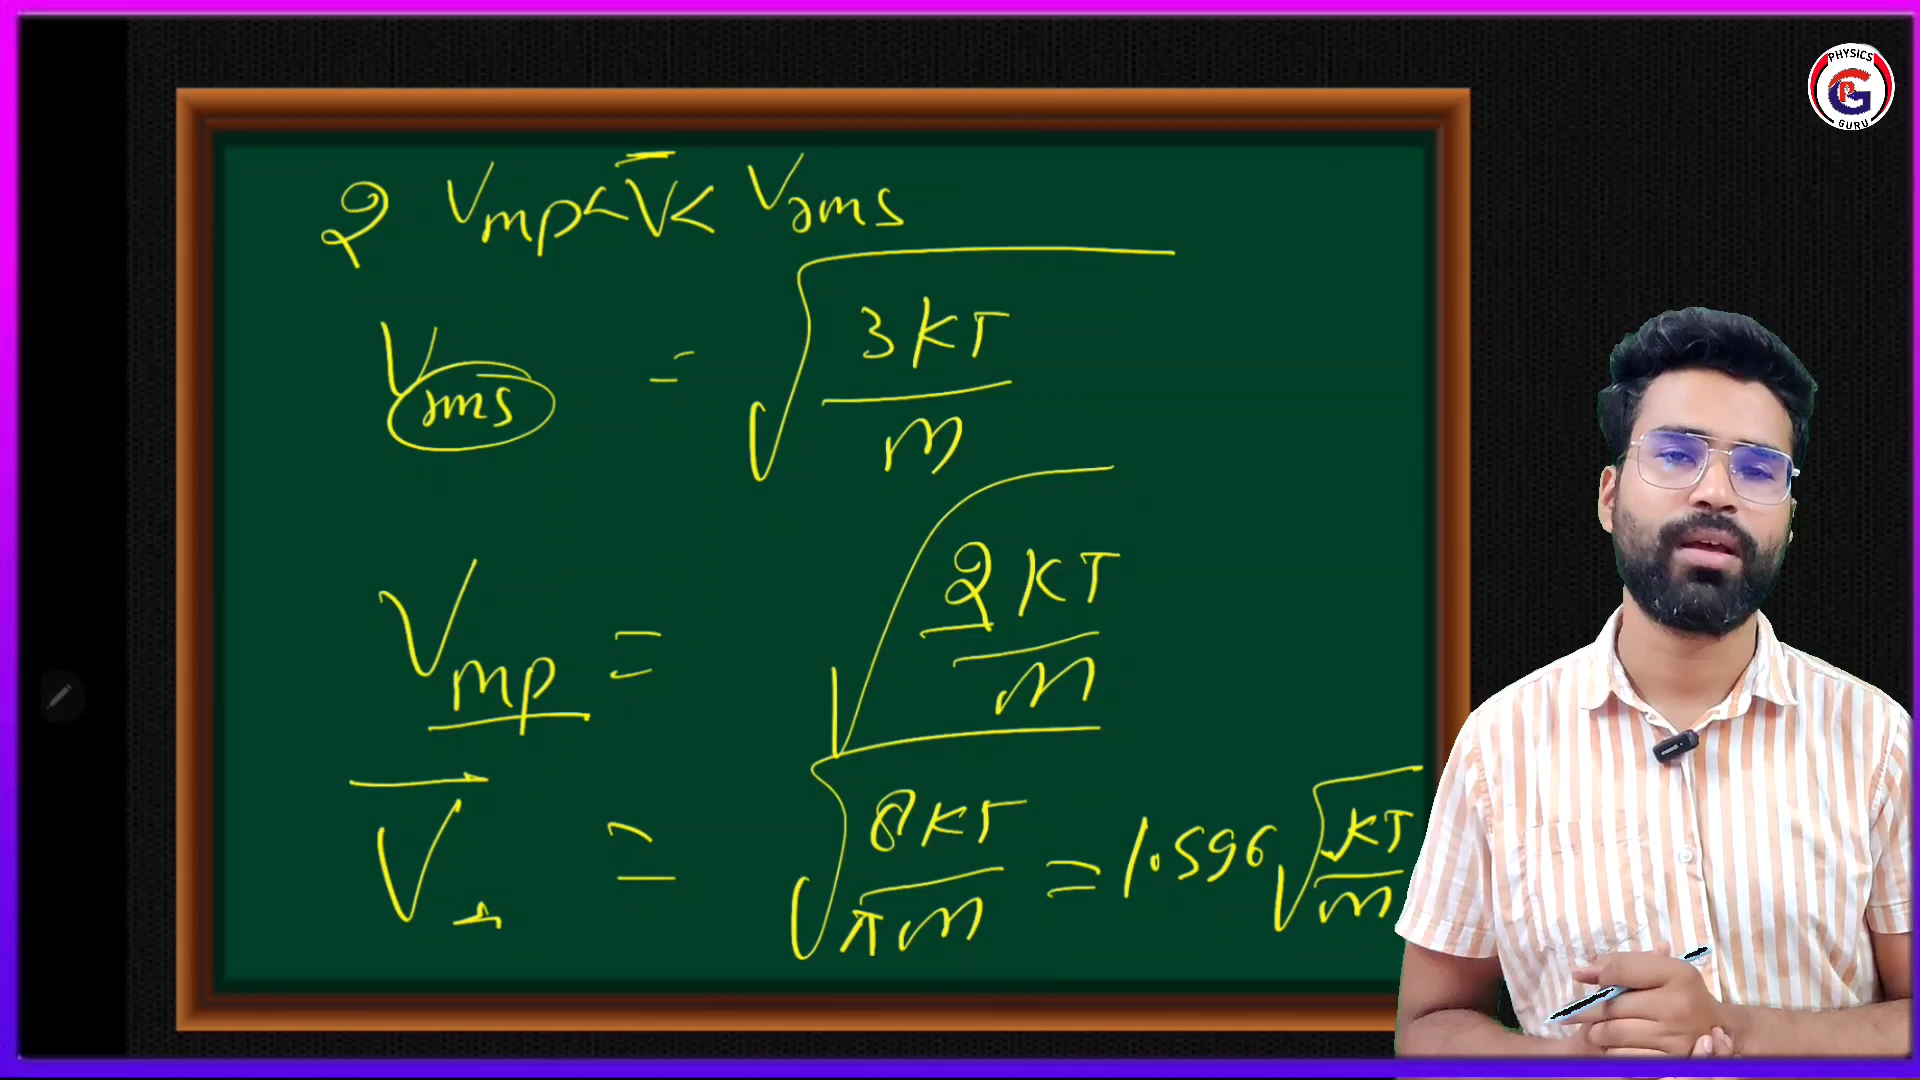 PHYSICS GURU
2 Vmp < V̅ < Vrms
Vrms = √(3KT/m)
Vmp = √(2KT/m)
V̅ = √(8KT/πm) = 1.596 √(KT/m)